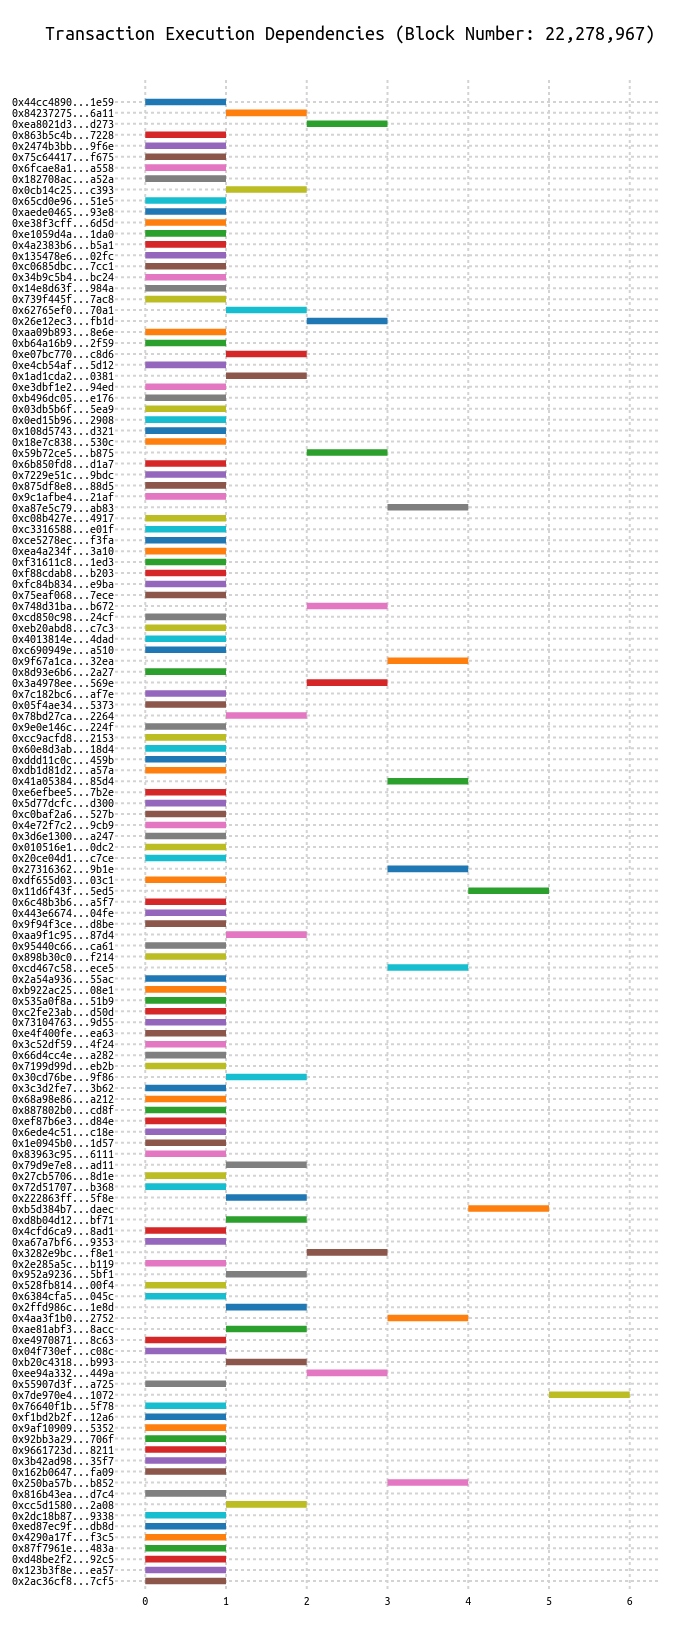 Transaction Execution Dependencies (Block Number: 22,278,967)
0x44cc4890...1e59
0x84237275...6a11
0xea8021d3...d273
0x863b5c4b...7228
0x2474b3bb...9f6e
0x75c64417...f675
0x6fcae8a1...a558
0x182708ac...a52a
0x0cb14c25...c393
0x65cd0e96...51e5
0xaede0465...93e8
0xe38f3cff...6d5d
0xe1059d4a...1da0
0x4a2383b6...b5a1
0x135478e6...02fc
0xc0685dbc...7cc1
0x34b9c5b4...bc24
0x14e8d63f...984a
0x739f445f...7ac8
0x62765ef0...70a1
0x26e12ec3...fb1d
0xaa09b893...8e6e
0xb64a16b9...2f59
0xe07bc770...c8d6
0xe4cb54af...5d12
0x1ad1cda2...0381
0xe3dbf1e2...94ed
0xb496dc05...e176
0x03db5b6f...5ea9
0x0ed15b96...2908
0x108d5743...d321
0x18e7c838...530c
0x59b72ce5...b875
0x6b850fd8...d1a7
0x7229e51c...9bdc
0x875df8e8...88d5
0x9c1afbe4...21af
0xa87e5c79...ab83
0xc08b427e...4917
0xc3316588...e01f
0xce5278ec...f3fa
0xea4a234f...3a10
0xf31611c8...1ed3
0xf88cdab8...b203
0xfc84b834...e9ba
0x75eaf068...7ece
0x748d31ba...b672
0xcd850c98...24cf
0xeb20abd8...c7c3
0x4013814e...4dad
0xc690949e...a510
0x9f67a1ca...32ea
0x8d93e6b6...2a27
0x3a4978ee...569e
0x7c182bc6...af7e
0x05f4ae34...5373
0x78bd27ca...2264
0x9e0e146c...224f
0xcc9acfd8...2153
0x60e8d3ab...18d4
0xddd11c0c...459b
0xdb1d81d2...a57a
0x41a05384...85d4
0xe6efbee5...7b2e
0x5d77dcfc...d300
0xc0baf2a6...527b
0x4e72f7c2...9cb9
0x3d6e1300...a247
0x010516e1...0dc2
0x20ce04d1...c7ce
0x27316362...9b1e
0xdf655d03...03c1
0x11d6f43f...5ed5
0x6c48b3b6...a5f7
0x443e6674...04fe
0x9f94f3ce...d8be
0xaa9f1c95...87d4
0x95440c66...ca61
0x898b30c0...f214
0xcd467c58...ece5
0x2a54a936...55ac
0xb922ac25...08e1
0x535a0f8a...51b9
0xc2fe23ab...d50d
0x73104763...9d55
0xe4f400fe...ea63
0x3c52df59...4f24
0x66d4cc4e...a282
0x7199d99d...eb2b
0x30cd76be...9f86
0x3c3d2fe7...3b62
0x68a98e86...a212
0x887802b0...cd8f
0xef87b6e3...d84e
0x6ede4c51...c18e
0x1e0945b0...1d57
0x83963c95...6111
0x79d9e7e8...ad11
0x27cb5706...8d1e
0x72d51707...b368
0x222863ff...5f8e
0xb5d384b7...daec
0xd8b04d12...bf71
0x4cfd6ca9...8ad1
0xa67a7bf6...9353
0x3282e9bc...f8e1
0x2e285a5c...b119
0x952a9236...5bf1
0x528fb814...00f4
0x6384cfa5...045c
0x2ffd986c...1e8d
0x4aa3f1b0...2752
0xae81abf3...8acc
0xe4970871...8c63
0x04f730ef...c08c
0xb20c4318...b993
0xee94a332...449a
0x55907d3f...a725
0x7de970e4...1072
0x76640f1b...5f78
0xf1bd2b2f...12a6
0x9af10909...5352
0x92bb3a29...706f
0x9661723d...8211
0x3b42ad98...35f7
0x162b0647...fa09
0x250ba57b...b852
0x816b43ea...d7c4
0xcc5d1580...2a08
0x2dc18b87...9338
0xed87ec9f...db8d
0x4290a17f...f3c5
0x87f7961e...483a
0xd48be2f2...92c5
0x123b3f8e...ea57
0x2ac36cf8...7cf5
0 1 2 3 4 5 6